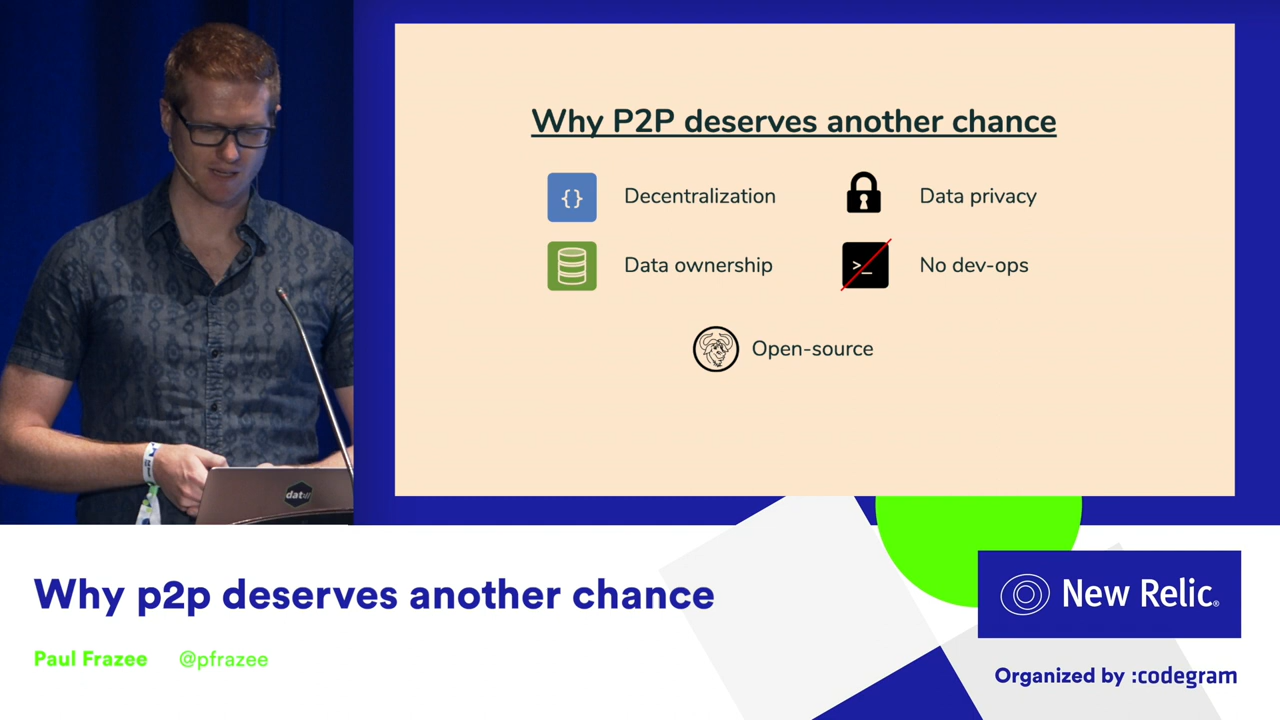 Why P2P deserves another chance
{} Decentralization
Data privacy
Data ownership
>_ No dev-ops
Open-source
dat://
Why p2p deserves another chance
Paul Frazee @pfrazee
New Relic®
Organized by :codegram